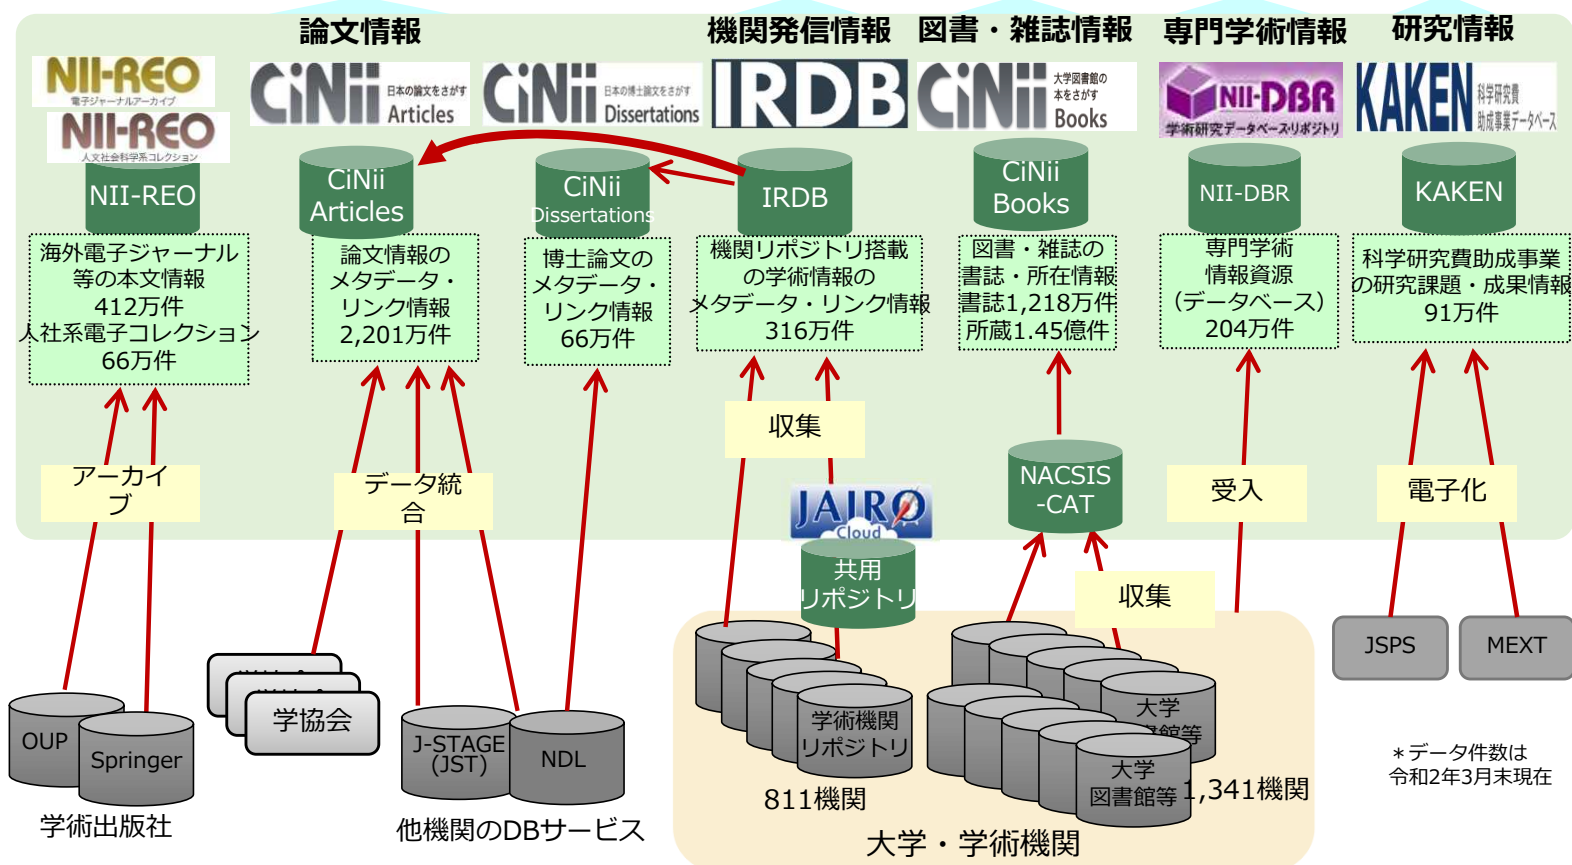 論文情報
機関発信情報
図書・雑誌情報
専門学術情報
研究情報
NII-REO
電子ジャーナルアーカイブ
NII-REO
人文社会科学系コレクション
CiNii
日本の論文をさがす
Articles
CiNii
日本の博士論文をさがす
Dissertations
IRDB
CiNii
大学図書館の
本をさがす
Books
NII-DBR
学術研究データベース・リポジトリ
KAKEN
科学研究費
助成事業データベース
NII-REO
CiNii
Articles
CiNii
Dissertations
IRDB
CiNii
Books
NII-DBR
KAKEN
海外電子ジャーナル
等の本文情報
412万件
人社系電子コレクション
66万件
論文情報の
メタデータ・
リンク情報
2,201万件
博士論文の
メタデータ・
リンク情報
66万件
機関リポジトリ搭載
の学術情報の
メタデータ・リンク情報
316万件
図書・雑誌の
書誌・所在情報
書誌1,218万件
所蔵1.45億件
専門学術
情報資源
（データベース）
204万件
科学研究費助成事業
の研究課題・成果情報
91万件
アーカイ
ブ
データ統
合
収集
NACSIS
-CAT
受入
電子化
JAIRO
Cloud
共用
リポジトリ
収集
OUP
Springer
学術出版社
学協会
J-STAGE
(JST)
NDL
他機関のDBサービス
学術機関
リポジトリ
811機関
大学
書館等
大学
図書館等
1,341機関
大学・学術機関
JSPS
MEXT
＊データ件数は
令和2年3月末現在